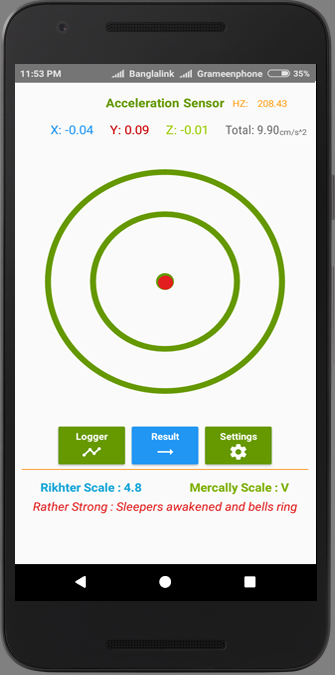 11:53 PM Banglalink Grameenphone 35%
Acceleration Sensor HZ: 208.43
X: -0.04 Y: 0.09 Z: -0.01 Total: 9.90cm/s^2
Logger Result Settings
Rikhter Scale : 4.8 Mercally Scale : V
Rather Strong : Sleepers awakened and bells ring